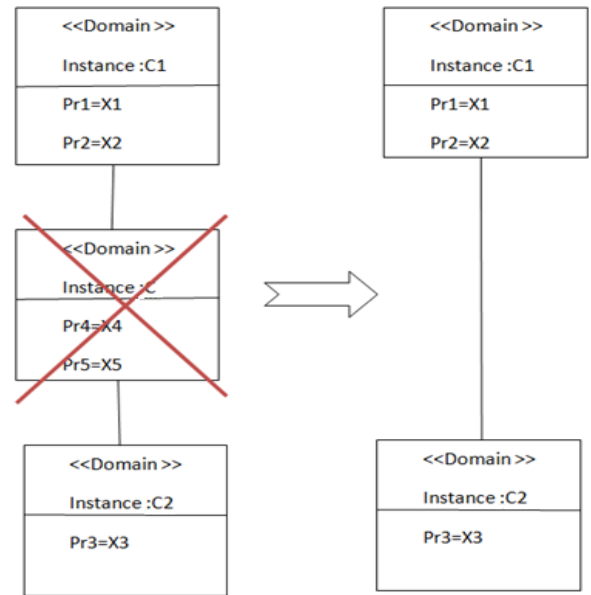 <<Domain >>
Instance :C1
Pr1=X1
Pr2=X2
<<Domain >>
Instance :C
Pr4=X4
Pr5=X5
<<Domain >>
Instance :C2
Pr3=X3
<<Domain >>
Instance :C1
Pr1=X1
Pr2=X2
<<Domain >>
Instance :C2
Pr3=X3